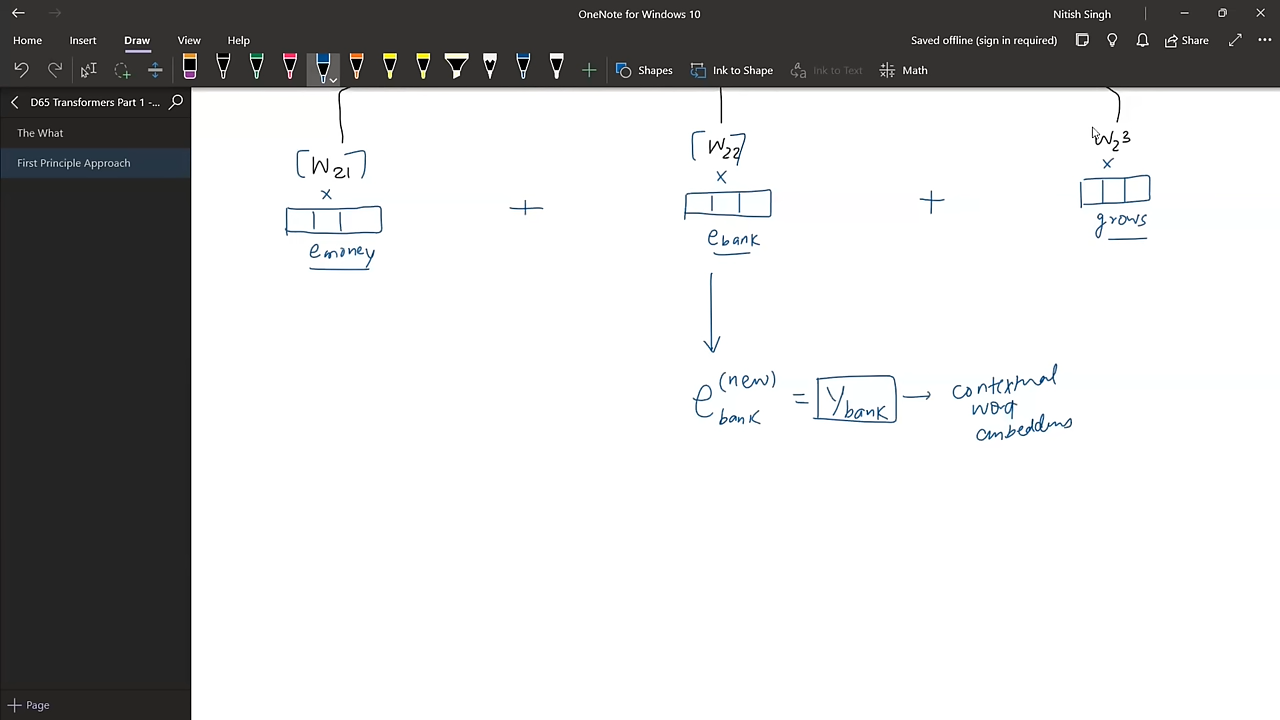 OneNote for Windows 10
Nitish Singh
Home
Insert
Draw
View
Help
Saved offline (sign in required)
Share
Shapes
Ink to Shape
Ink to Text
Math
D65 Transformers Part 1 -...
The What
First Principle Approach
[W21]
[W22]
W23
x
x
x
+
+
emoney
ebank
grows
e bank (new) = Ybank → contextual
word
embeddings
+ Page